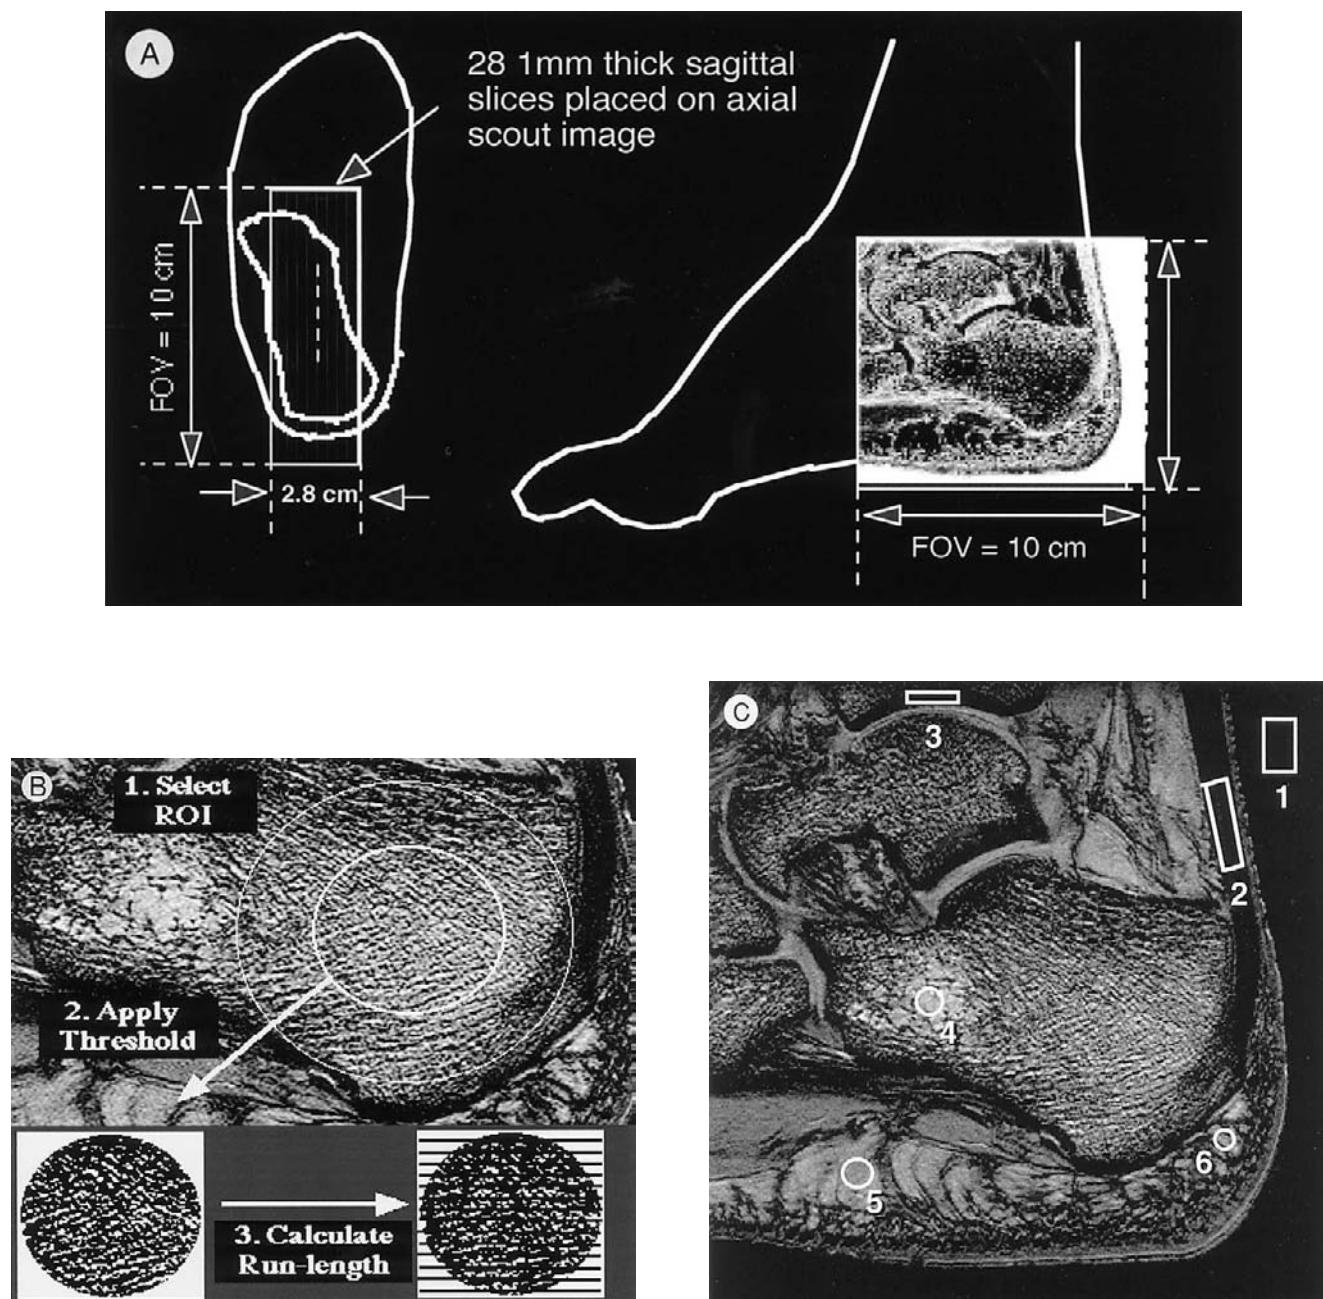 A
28 1mm thick sagittal
slices placed on axial
scout image
FOV = 10 cm
2.8 cm
FOV = 10 cm
B
1. Select
ROI
2. Apply
Threshold
3. Calculate
Run-length
C
3
1
2
4
5
6